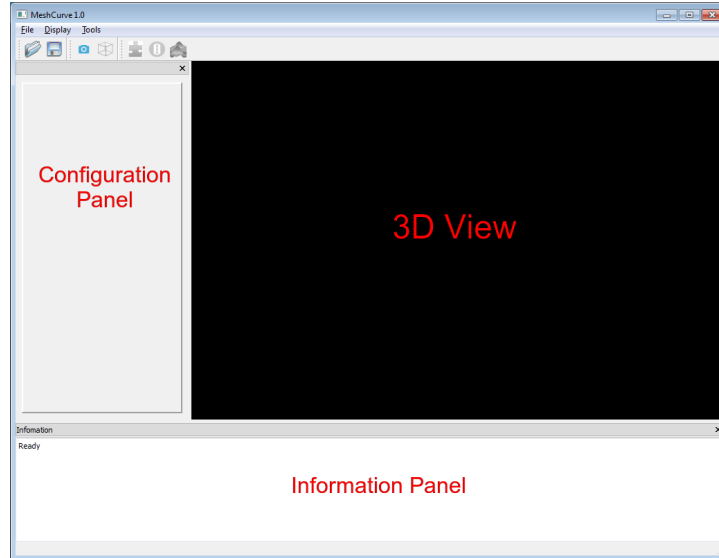 MeshCurve 1.0
File Display Tools
Configuration
Panel
3D View
Infomation
Ready
Information Panel